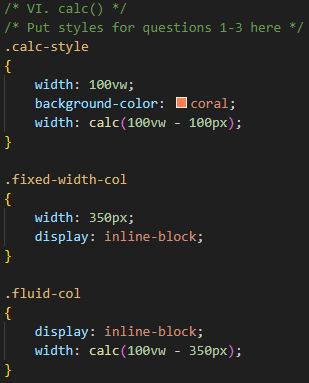 /* VI. calc() */
/* Put styles for questions 1-3 here */
.calc-style
{
    width: 100vw;
    background-color: coral;
    width: calc(100vw - 100px);
}

.fixed-width-col
{
    width: 350px;
    display: inline-block;
}

.fluid-col
{
    display: inline-block;
    width: calc(100vw - 350px);
}